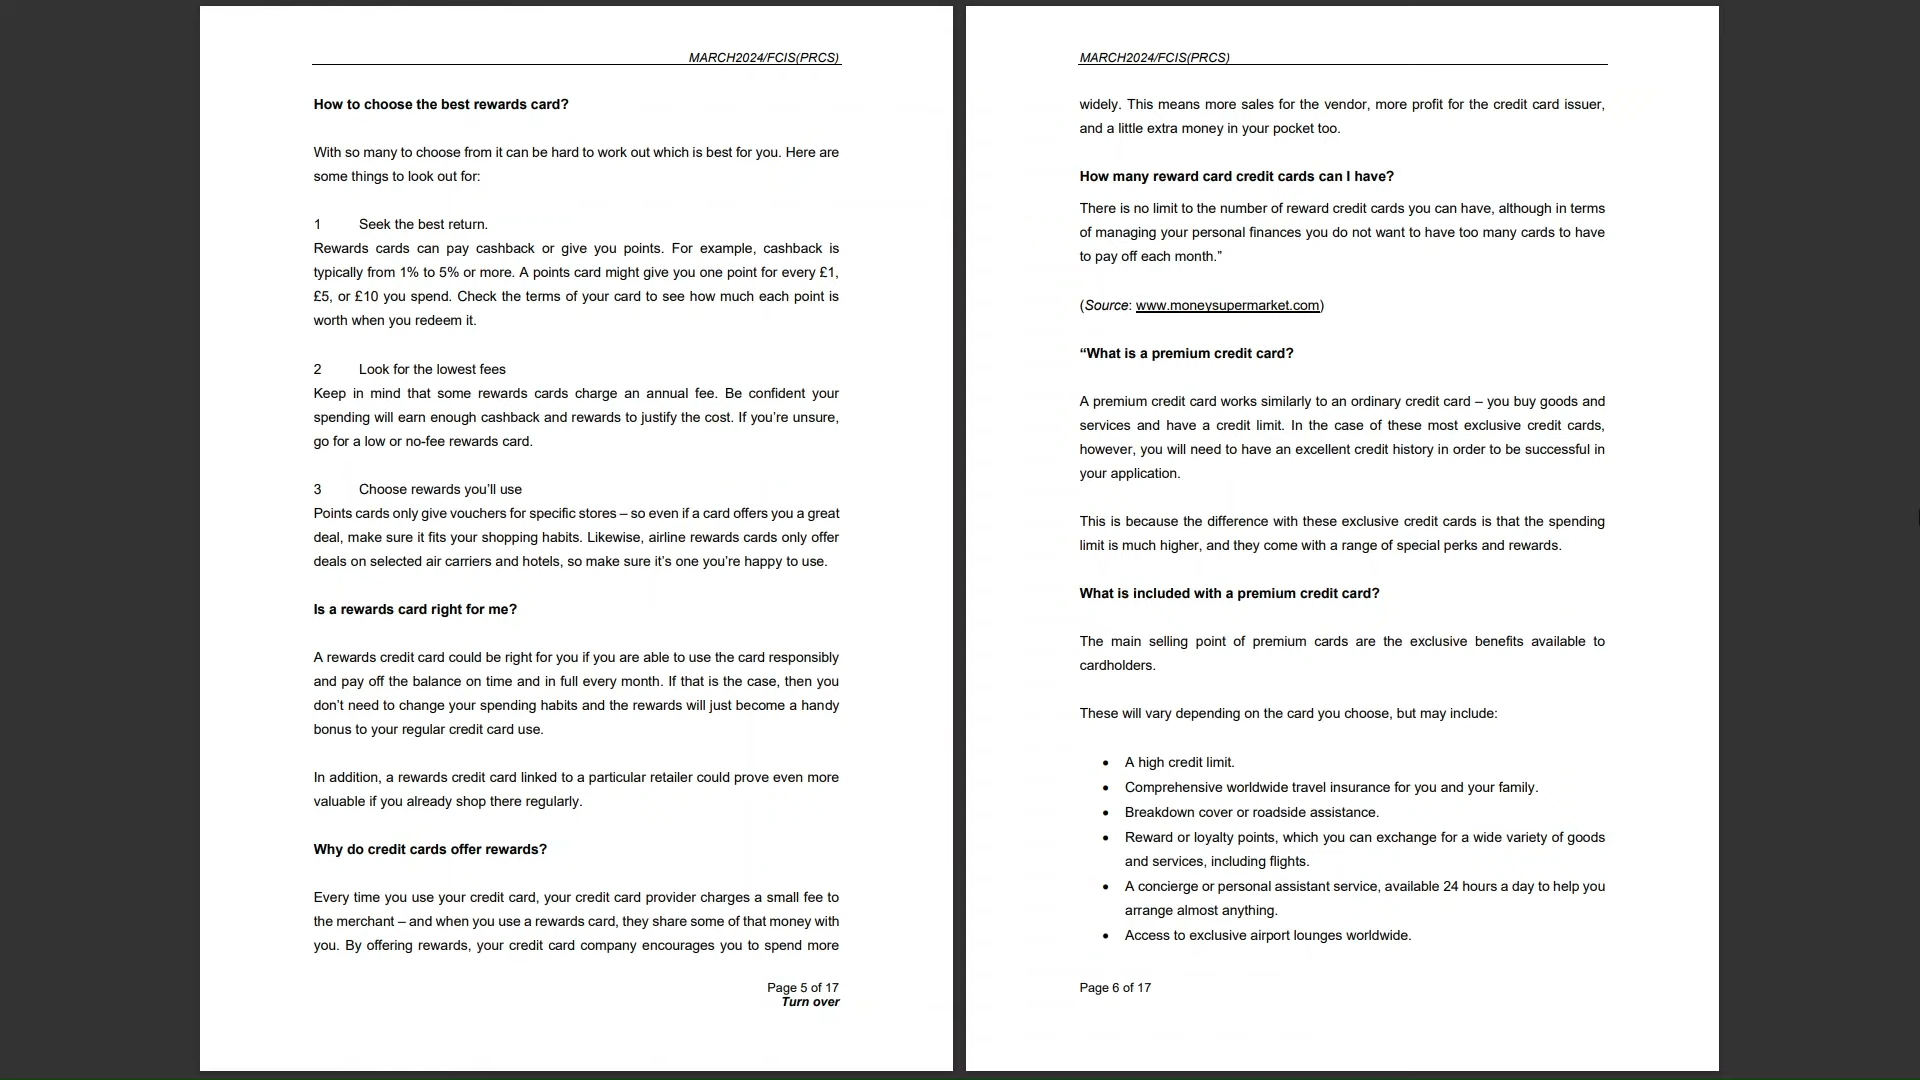 MARCH2024/FCIS(PRCS)
How to choose the best rewards card?
With so many to choose from it can be hard to work out which is best for you. Here are
some things to look out for:
1 Seek the best return.
Rewards cards can pay cashback or give you points. For example, cashback is
typically from 1% to 5% or more. A points card might give you one point for every £1,
£5, or £10 you spend. Check the terms of your card to see how much each point is
worth when you redeem it.
2 Look for the lowest fees
Keep in mind that some rewards cards charge an annual fee. Be confident your
spending will earn enough cashback and rewards to justify the cost. If you’re unsure,
go for a low or no-fee rewards card.
3 Choose rewards you’ll use
Points cards only give vouchers for specific stores – so even if a card offers you a great
deal, make sure it fits your shopping habits. Likewise, airline rewards cards only offer
deals on selected air carriers and hotels, so make sure it’s one you’re happy to use.
Is a rewards card right for me?
A rewards credit card could be right for you if you are able to use the card responsibly
and pay off the balance on time and in full every month. If that is the case, then you
don’t need to change your spending habits and the rewards will just become a handy
bonus to your regular credit card use.
In addition, a rewards credit card linked to a particular retailer could prove even more
valuable if you already shop there regularly.
Why do credit cards offer rewards?
Every time you use your credit card, your credit card provider charges a small fee to
the merchant – and when you use a rewards card, they share some of that money with
you. By offering rewards, your credit card company encourages you to spend more
Page 5 of 17
Turn over
MARCH2024/FCIS(PRCS)
widely. This means more sales for the vendor, more profit for the credit card issuer,
and a little extra money in your pocket too.
How many reward card credit cards can I have?
There is no limit to the number of reward credit cards you can have, although in terms
of managing your personal finances you do not want to have too many cards to have
to pay off each month.”
(Source: www.moneysupermarket.com)
“What is a premium credit card?
A premium credit card works similarly to an ordinary credit card – you buy goods and
services and have a credit limit. In the case of these most exclusive credit cards,
however, you will need to have an excellent credit history in order to be successful in
your application.
This is because the difference with these exclusive credit cards is that the spending
limit is much higher, and they come with a range of special perks and rewards.
What is included with a premium credit card?
The main selling point of premium cards are the exclusive benefits available to
cardholders.
These will vary depending on the card you choose, but may include:
• A high credit limit.
• Comprehensive worldwide travel insurance for you and your family.
• Breakdown cover or roadside assistance.
• Reward or loyalty points, which you can exchange for a wide variety of goods
and services, including flights.
• A concierge or personal assistant service, available 24 hours a day to help you
arrange almost anything.
• Access to exclusive airport lounges worldwide.
Page 6 of 17